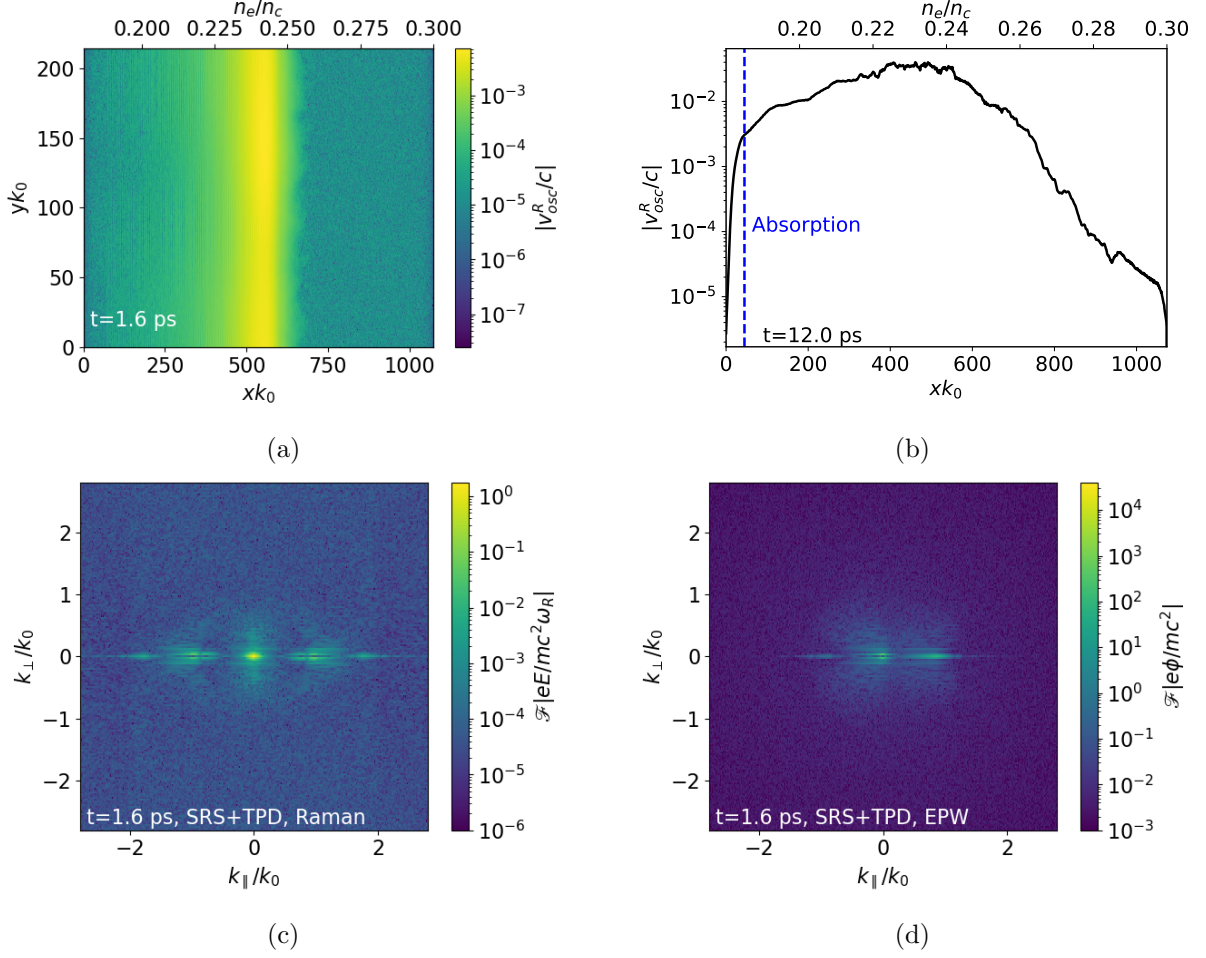 n_e/n_c
0.200 0.225 0.240 0.250 0.275 0.300
200
150
100
50
0
yk_0
t=1.6 ps
0 250 500 750 1000
xk_0
10^{-3}
10^{-4}
10^{-5}
10^{-6}
10^{-7}
|v^R_{osc}/c|
(a)
n_e/n_c
0.20 0.22 0.24 0.26 0.28 0.30
10^{-2}
10^{-3}
10^{-4}
10^{-5}
|v^R_{osc}/c|
Absorption
t=12.0 ps
0 200 400 600 800 1000
xk_0
(b)
2
1
0
−1
−2
k_⊥/k_0
t=1.6 ps, SRS+TPD, Raman
−2 0 2
k_∥/k_0
10^0
10^{-1}
10^{-2}
10^{-3}
10^{-4}
10^{-5}
10^{-6}
ℱ|eE/mc^2ω_R|
(c)
2
1
0
−1
−2
k_⊥/k_0
t=1.6 ps, SRS+TPD, EPW
−2 0 2
k_∥/k_0
10^4
10^3
10^2
10^1
10^0
10^{-1}
10^{-2}
10^{-3}
ℱ|eϕ/mc^2|
(d)